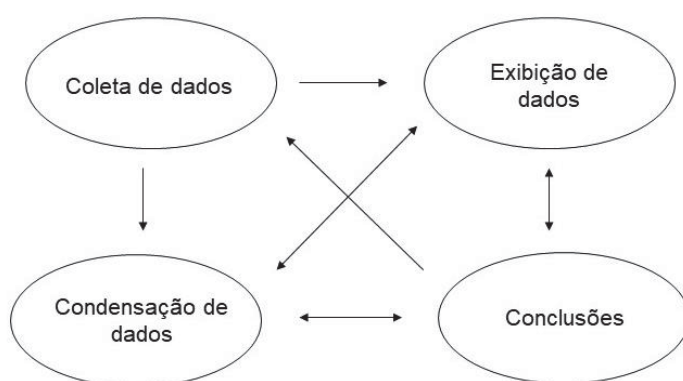 Coleta de dados
Exibição de
dados
Condensação de
dados
Conclusões